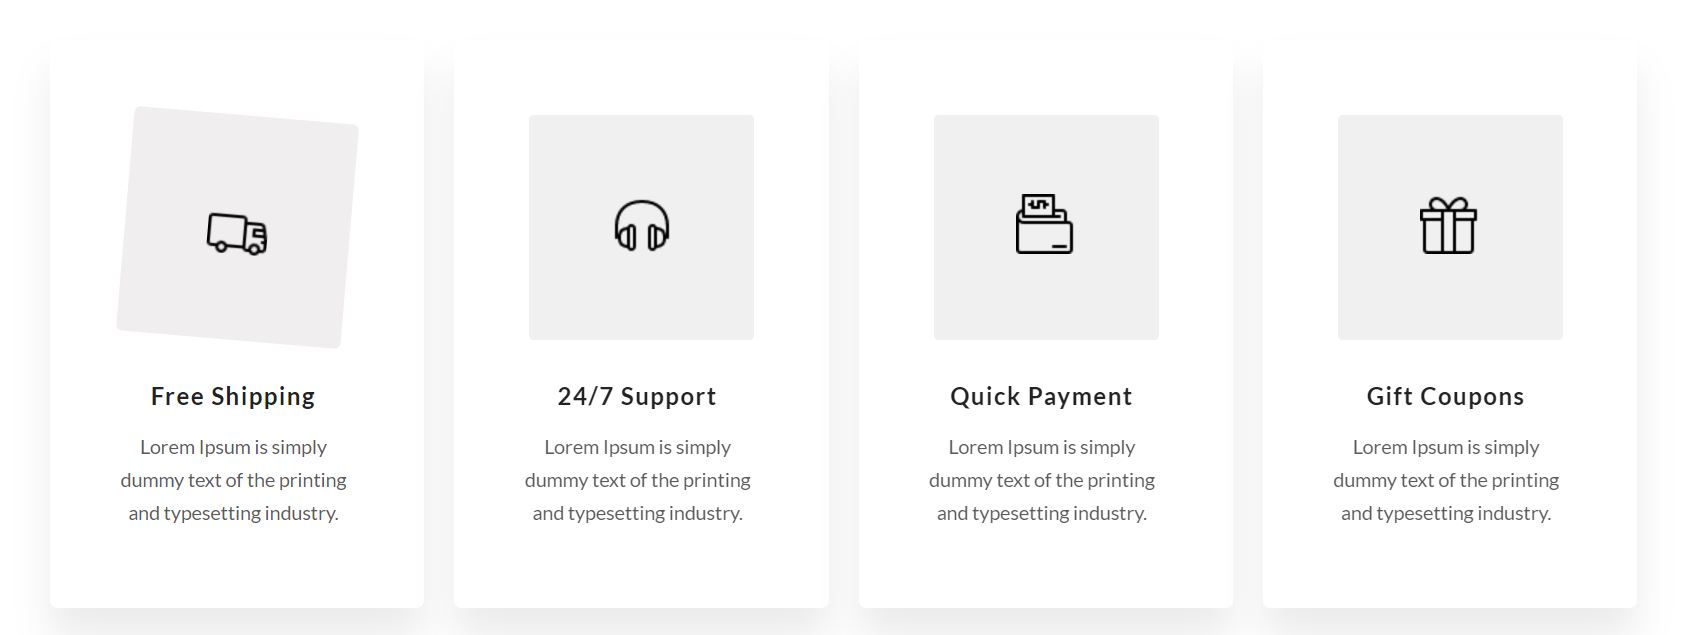 Free Shipping
Lorem Ipsum is simply
dummy text of the printing
and typesetting industry.
24/7 Support
Lorem Ipsum is simply
dummy text of the printing
and typesetting industry.
Quick Payment
Lorem Ipsum is simply
dummy text of the printing
and typesetting industry.
Gift Coupons
Lorem Ipsum is simply
dummy text of the printing
and typesetting industry.